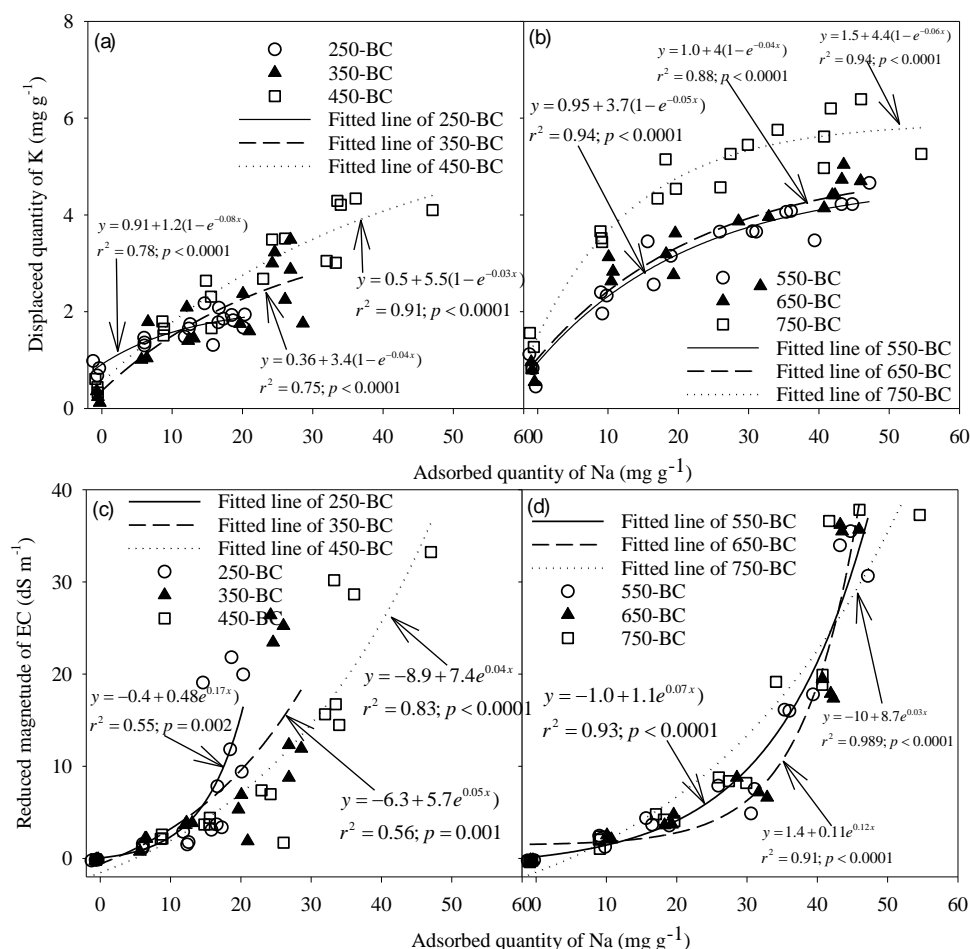 (a)
250-BC
350-BC
450-BC
Fitted line of 250-BC
Fitted line of 350-BC
Fitted line of 450-BC
y = 0.91+1.2(1−e^{-0.08x})
r² = 0.78; p < 0.0001
y = 0.5+5.5(1−e^{-0.03x})
r² = 0.91; p < 0.0001
y = 0.36+3.4(1−e^{-0.04x})
r² = 0.75; p < 0.0001
Displaceed quantity of K (mg g⁻¹)
8
6
4
2
0
0 10 20 30 40 50
(b)
y = 1.0+4(1−e^{-0.04x})
r² = 0.88; p < 0.0001
y = 1.5+4.4(1−e^{-0.06x})
r² = 0.94; p < 0.0001
y = 0.95+3.7(1−e^{-0.05x})
r² = 0.94; p < 0.0001
550-BC
650-BC
750-BC
Fitted line of 550-BC
Fitted line of 650-BC
Fitted line of 750-BC
60 0 10 20 30 40 50 60
Adsorbed quantity of Na (mg g⁻¹)
(c)
Fitted line of 250-BC
Fitted line of 350-BC
Fitted line of 450-BC
250-BC
350-BC
450-BC
y = −0.4+0.48e^{0.17x})
r² = 0.55; p = 0.002
y = −8.9+7.4e^{0.04x}
r² = 0.83; p < 0.0001
y = −6.3+5.7e^{0.05x}
r² = 0.56; p = 0.001
Reduced magnetude of EC (dS m⁻¹)
40
30
20
10
0
0 10 20 30 40 50
(d)
Fitted line of 550-BC
Fitted line of 650-BC
Fitted line of 750-BC
550-BC
650-BC
750-BC
y = −1.0+1.1e^{0.07x})
r² = 0.93; p < 0.0001
y = −10+8.7e^{0.03x}
r² = 0.989; p < 0.0001
y = 1.4+0.11e^{0.12x}
r² = 0.91; p < 0.0001
60 0 10 20 30 40 50 60
Adsorbed quantity of Na (mg g⁻¹)